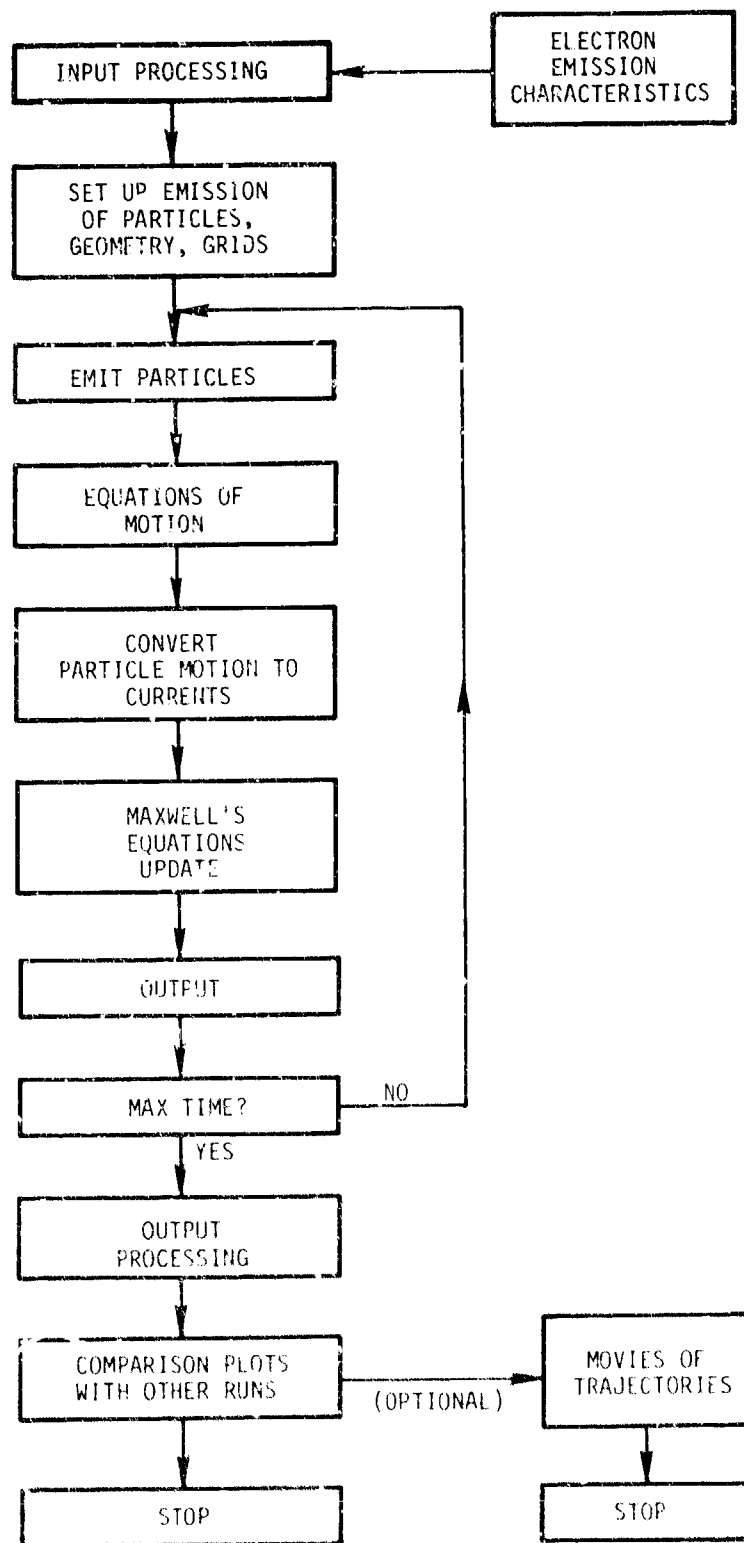 INPUT PROCESSING
ELECTRON
EMISSION
CHARACTERISTICS
SET UP EMISSION
OF PARTICLES,
GEOMETRY, GRIDS
EMIT PARTICLES
EQUATIONS OF
MOTION
CONVERT
PARTICLE MOTION TO
CURRENTS
MAXWELL'S
EQUATIONS
UPDATE
OUTPUT
MAX TIME?
NO
YES
OUTPUT
PROCESSING
COMPARISON PLOTS
WITH OTHER RUNS
(OPTIONAL)
MOVIES OF
TRAJECTORIES
STOP
STOP